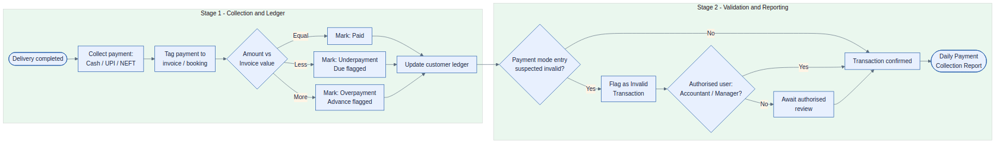 Stage 1 - Collection and Ledger
Delivery completed
Collect payment:
Cash / UPI / NEFT
Tag payment to
invoice / booking
Amount vs
Invoice value
Equal
Less
More
Mark: Paid
Mark: Underpayment
Due flagged
Mark: Overpayment
Advance flagged
Update customer ledger
Stage 2 - Validation and Reporting
Payment mode entry
suspected invalid?
No
Yes
Flag as Invalid
Transaction
Authorised user:
Accountant / Manager?
Yes
No
Await authorised
review
Transaction confirmed
Daily Payment
Collection Report